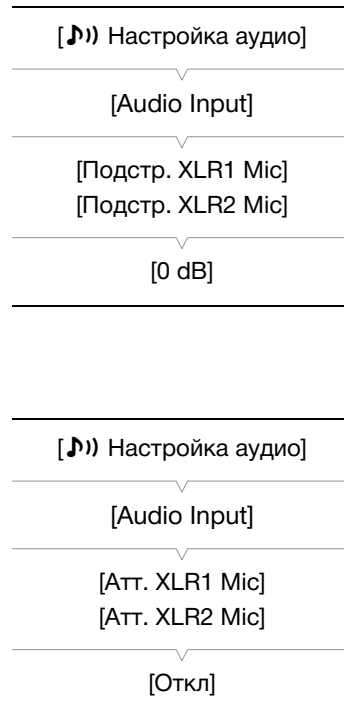 [♪)) Настройка аудио]
[Audio Input]
[Подстр. XLR1 Mic]
[Подстр. XLR2 Mic]
[0 dB]
[♪)) Настройка аудио]
[Audio Input]
[Атт. XLR1 Mic]
[Атт. XLR2 Mic]
[Откл]